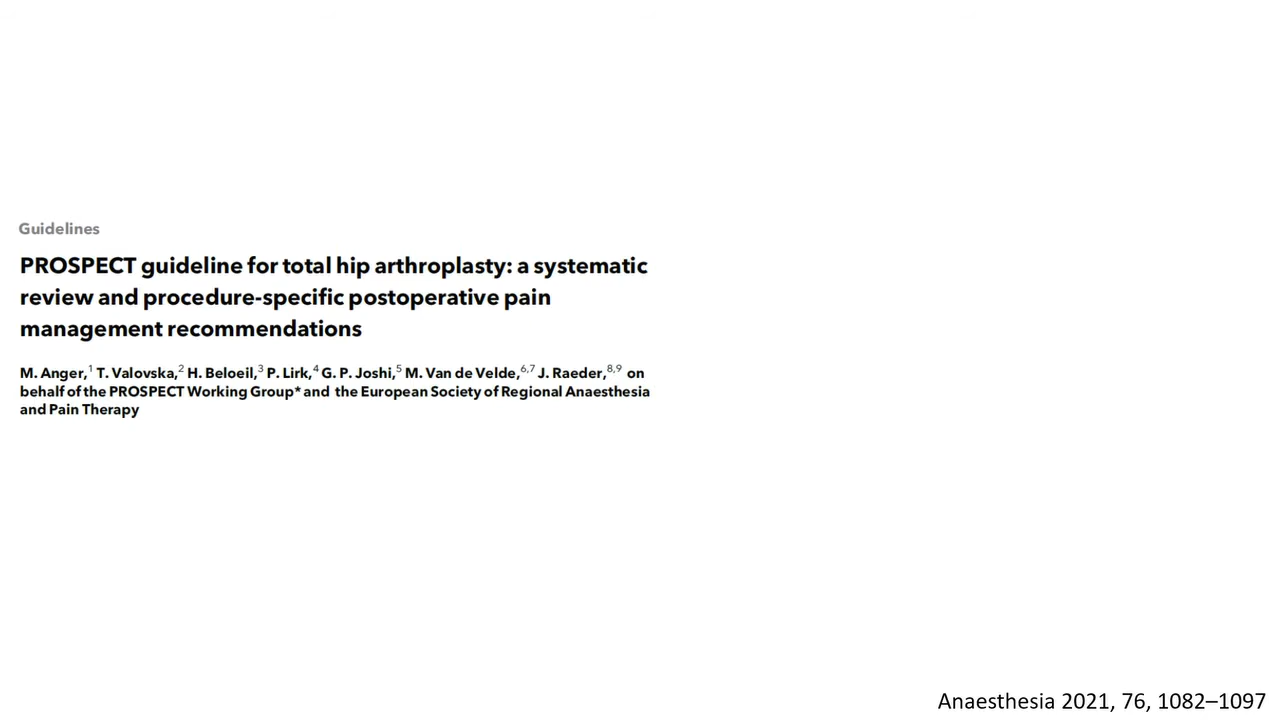 Guidelines
PROSPECT guideline for total hip arthroplasty: a systematic
review and procedure-specific postoperative pain
management recommendations
M. Anger,1 T. Valovska,2 H. Beloeil,3 P. Lirk,4 G. P. Joshi,5 M. Van de Velde,6,7 J. Raeder,8,9 on
behalf of the PROSPECT Working Group* and the European Society of Regional Anaesthesia
and Pain Therapy
Anaesthesia 2021, 76, 1082–1097